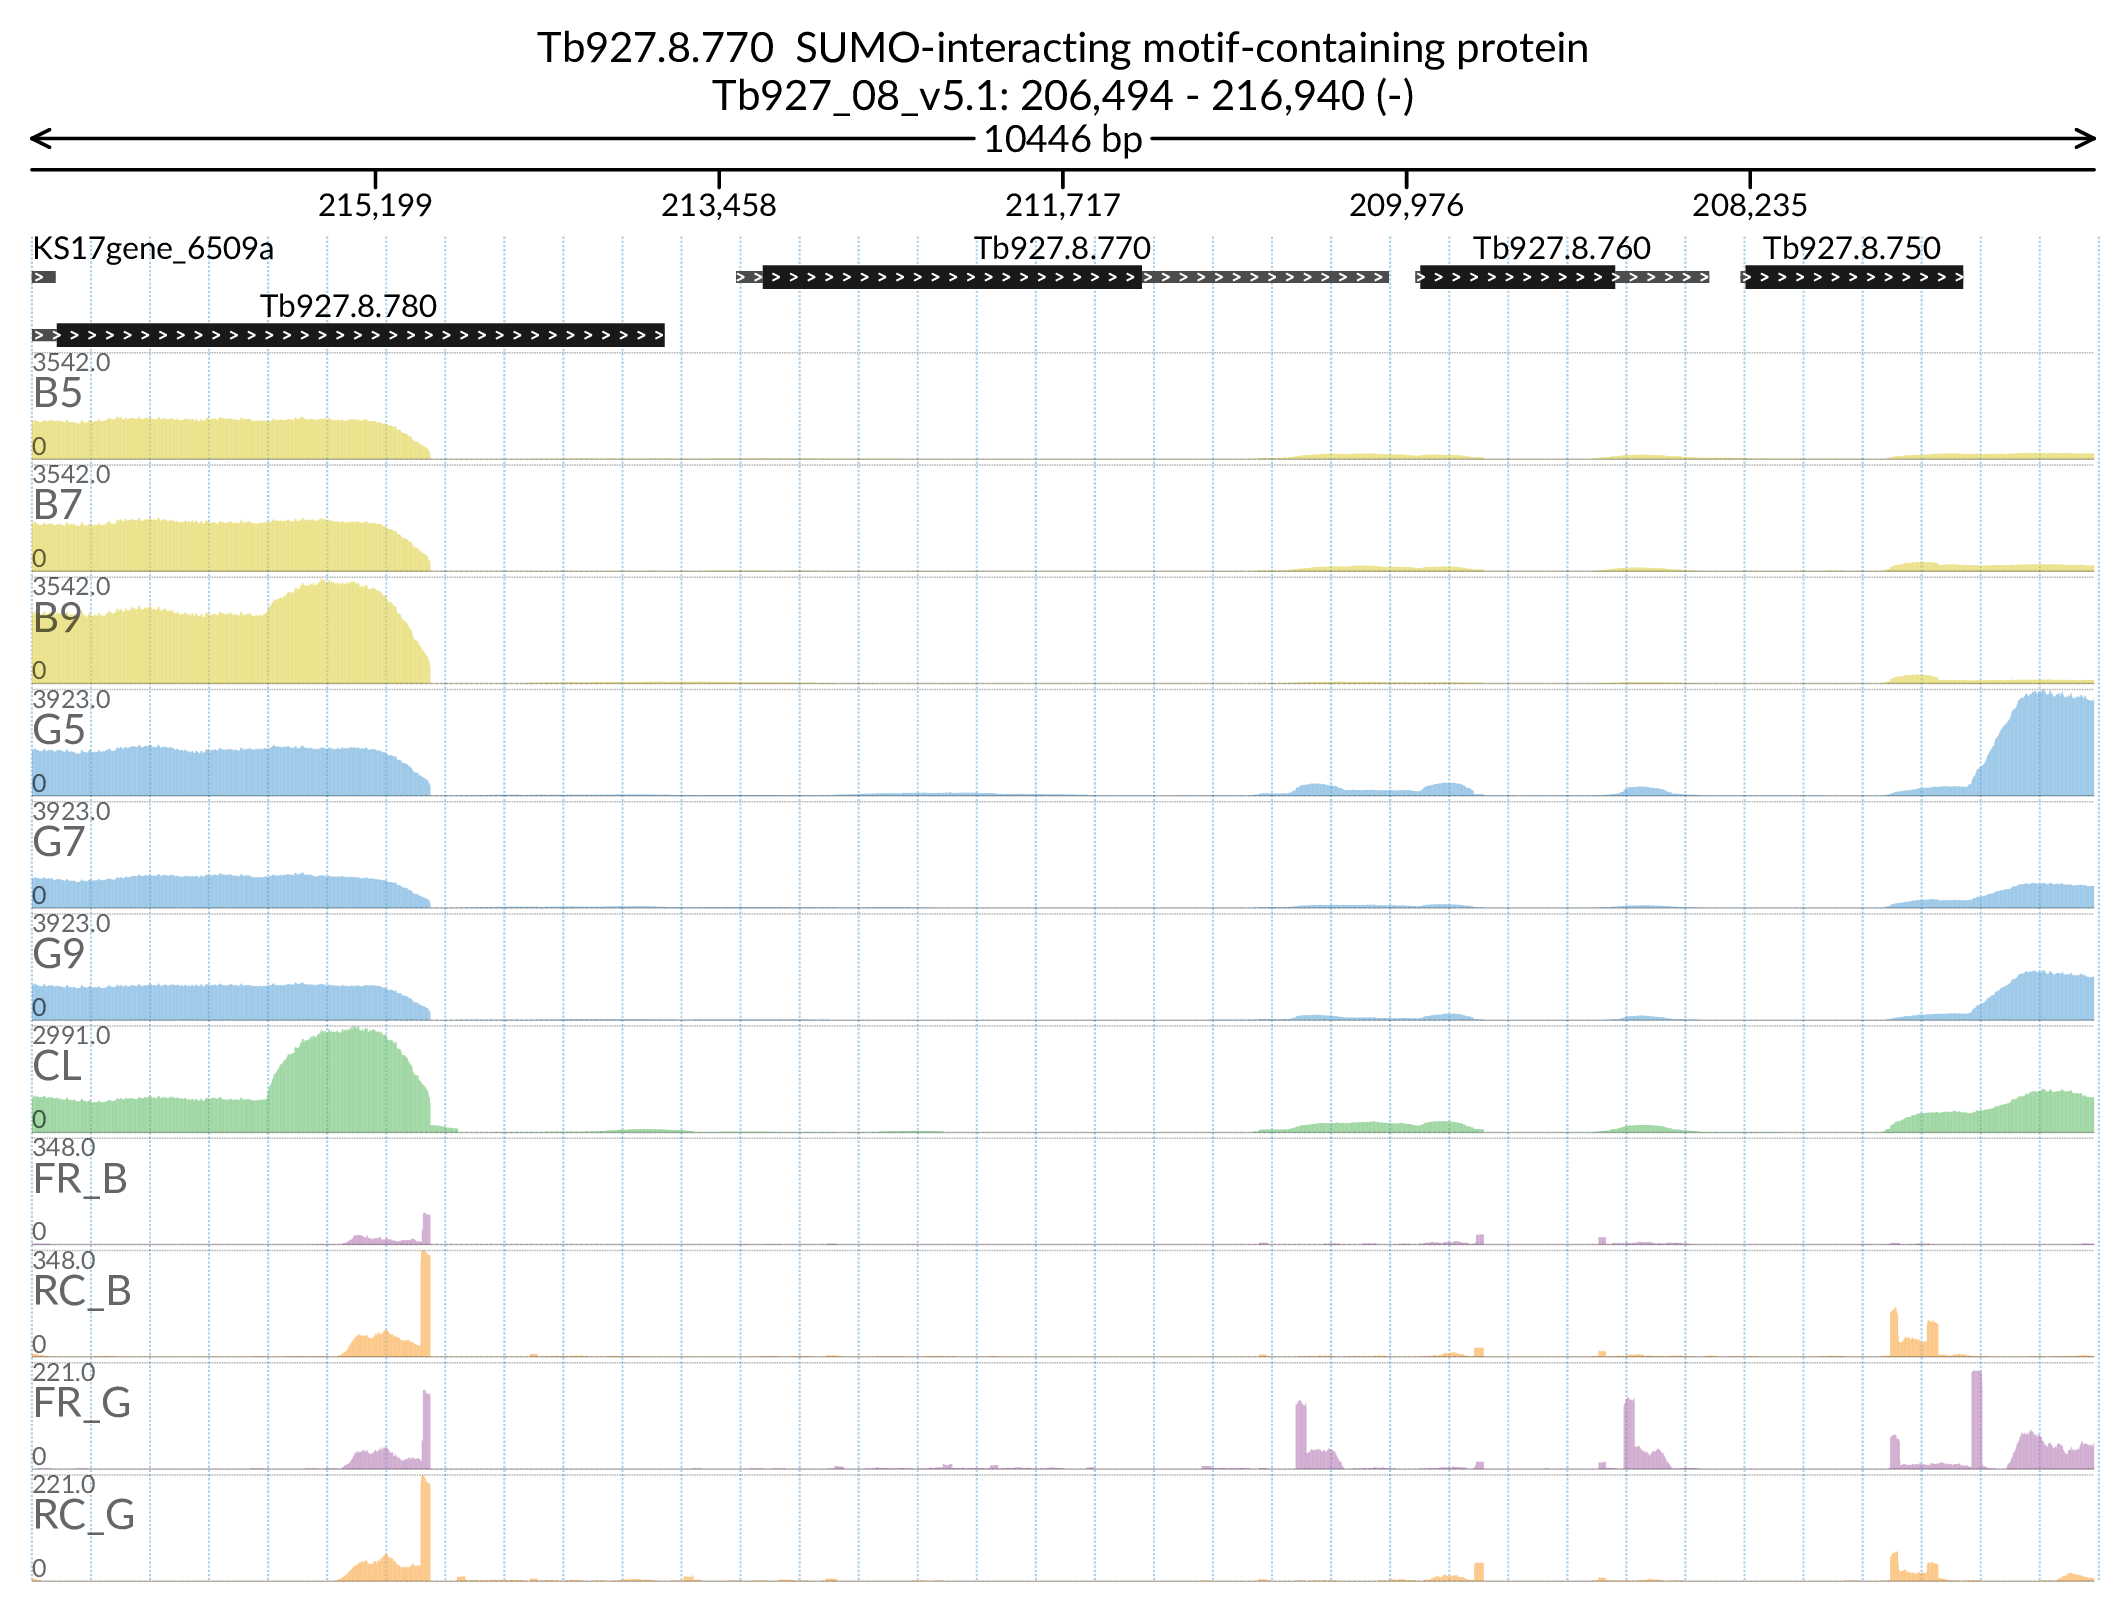 Tb927.8.770  SUMO-interacting motif-containing protein
Tb927_08_v5.1: 206,494 - 216,940 (-)
10446 bp
215,199 213,458 211,717 209,976 208,235
KS17gene_6509a Tb927.8.770 Tb927.8.760 Tb927.8.750
Tb927.8.780
3542.0
B5
0
3542.0
B7
0
3542.0
B9
0
3923.0
G5
0
3923.0
G7
0
3923.0
G9
0
2991.0
CL
0
348.0
FR_B
0
348.0
RC_B
0
221.0
FR_G
0
221.0
RC_G
0